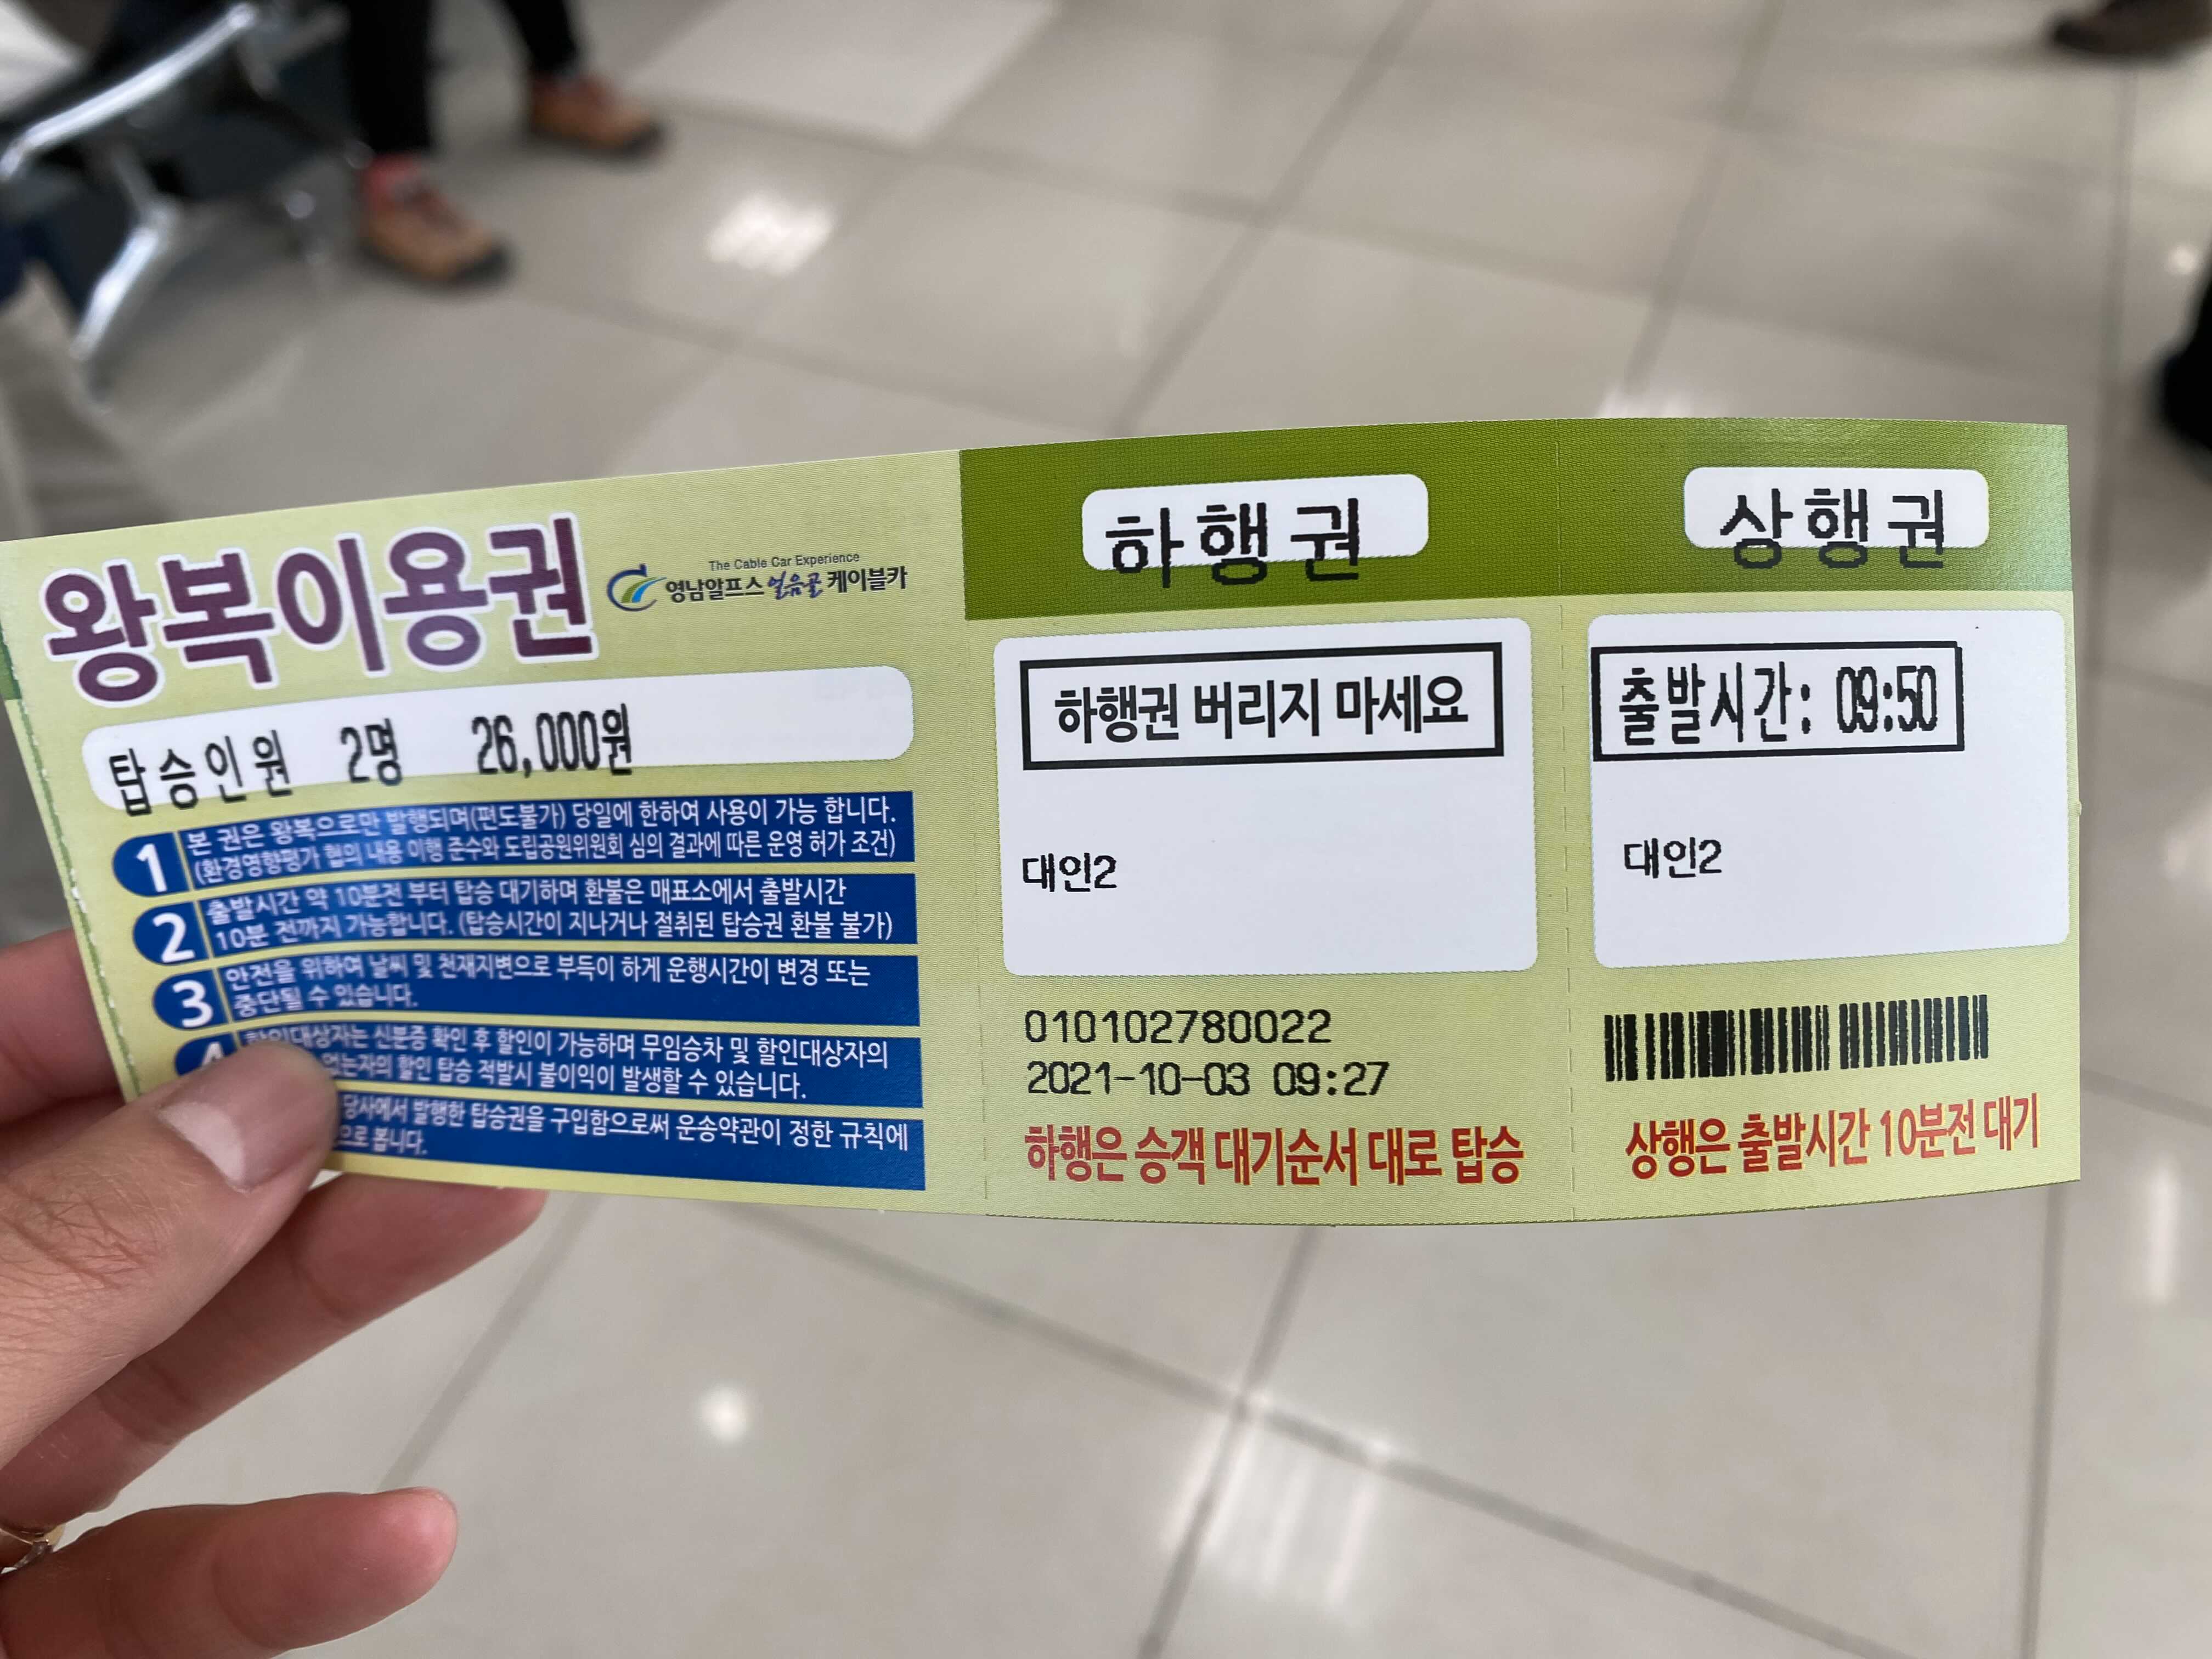 왕복이용권
The Cable Car Experience
영남알프스 얼음골 케이블카
탑승인원 2명 26,000원
1 본 권은 왕복으로만 발행되며(편도불가) 당일에 한하여 사용이 가능 합니다.
(환경영향평가 협의 내용 이행 준수와 도립공원위원회 심의 결과에 따른 운영 허가 조건)
2 출발시간 약 10분전 부터 탑승 대기하며 환불은 매표소에서 출발시간
10분 전까지 가능합니다. (탑승시간이 지나거나 절취된 탑승권 환불 불가)
3 안전을 위하여 날씨 및 천재지변으로 부득이 하게 운행시간이 변경 또는
중단될 수 있습니다.
4 할인대상자는 신분증 확인 후 할인이 가능하며 무임승차 및 할인대상자의
없는자의 할인 탑승 적발시 불이익이 발생할 수 있습니다.
당사에서 발행한 탑승권을 구입함으로써 운송약관이 정한 규칙에
으로 봅니다.
하행권
하행권 버리지 마세요
대인2
010102780022
2021-10-03 09:27
하행은 승객 대기순서 대로 탑승
상행권
출발시간: 09:50
대인2
상행은 출발시간 10분전 대기